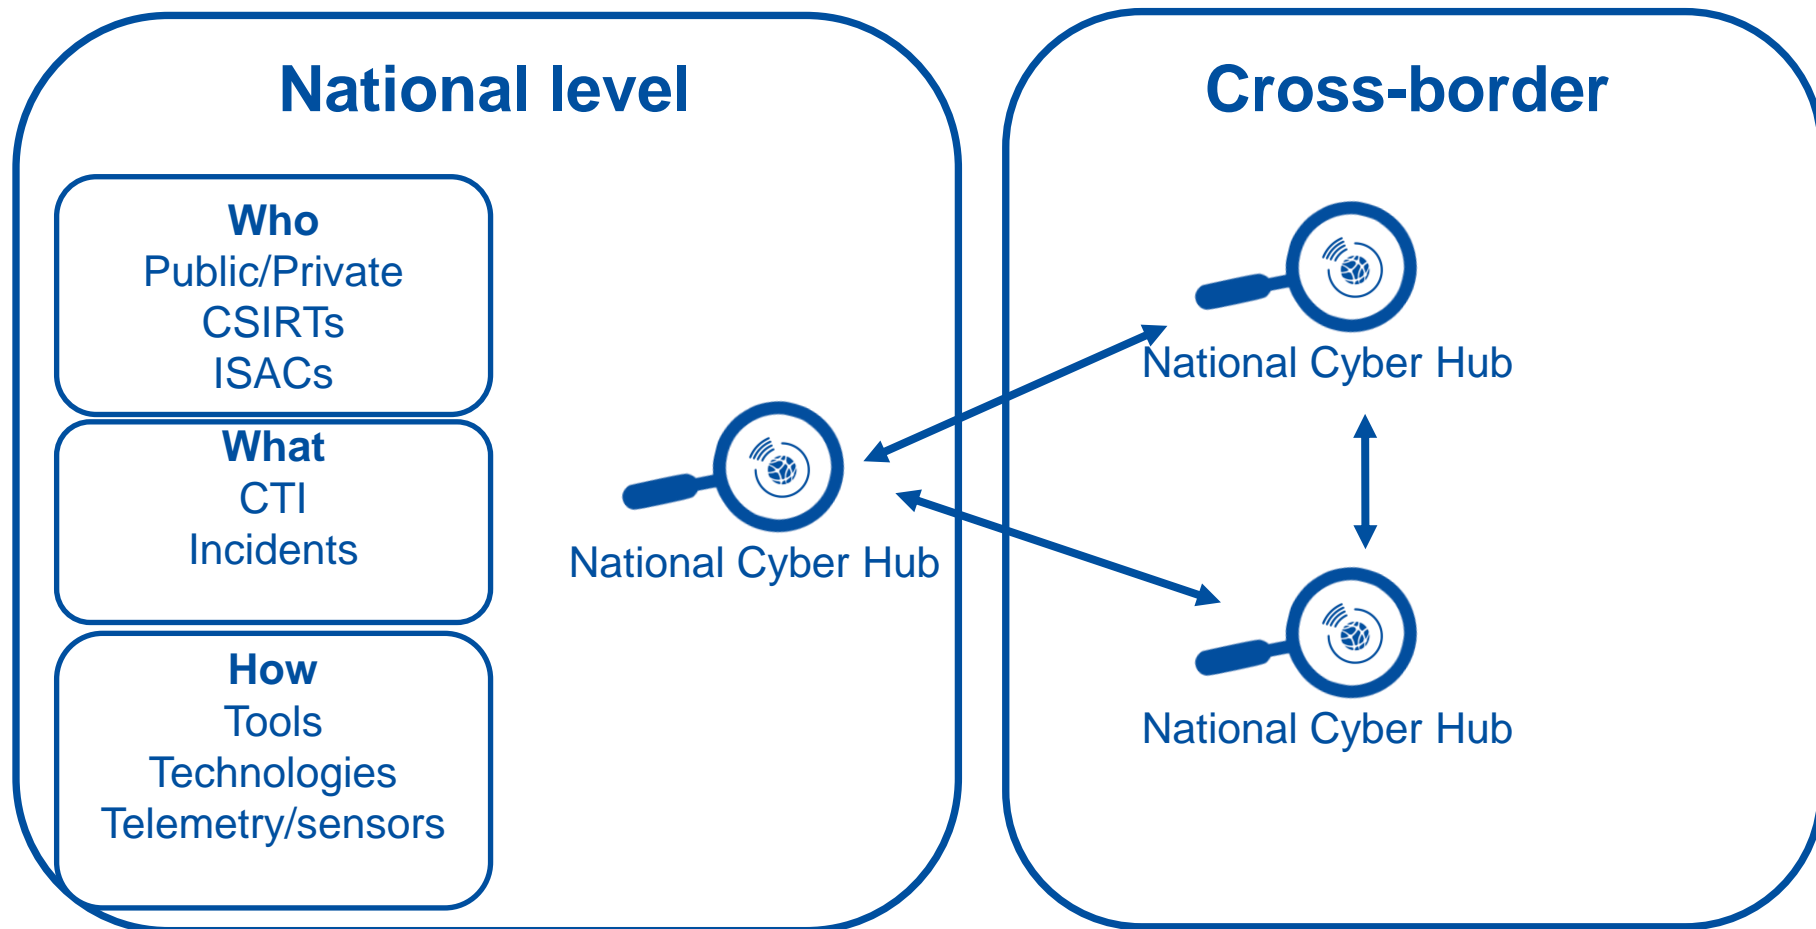 National level
Who
Public/Private
CSIRTs
ISACs
What
CTI
Incidents
How
Tools
Technologies
Telemetry/sensors
National Cyber Hub
Cross-border
National Cyber Hub
National Cyber Hub